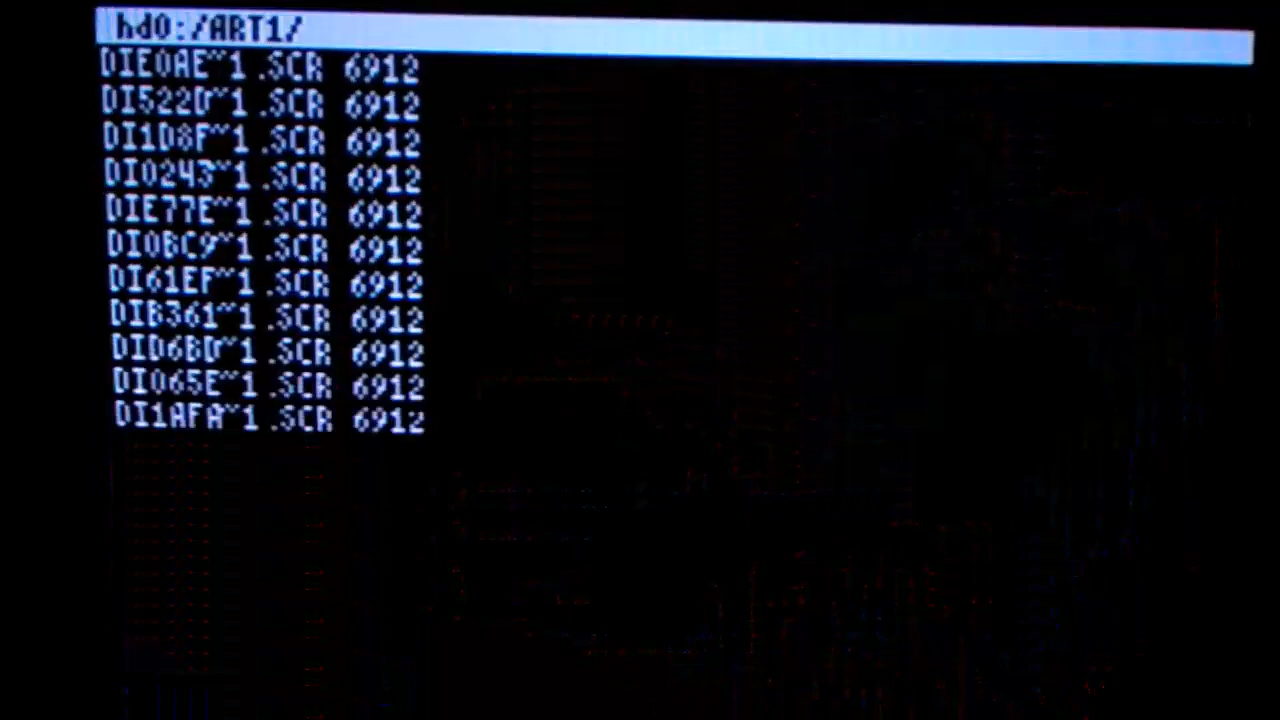 hd0:/ART1/
DIE0AE~1 .SCR 6912
DI522D~1 .SCR 6912
DI1D8F~1 .SCR 6912
DI0243~1 .SCR 6912
DIE77E~1 .SCR 6912
DI0BC9~1 .SCR 6912
DI61EF~1 .SCR 6912
DIB361~1 .SCR 6912
DID6BD~1 .SCR 6912
DI065E~1 .SCR 6912
DI1AFA~1 .SCR 6912